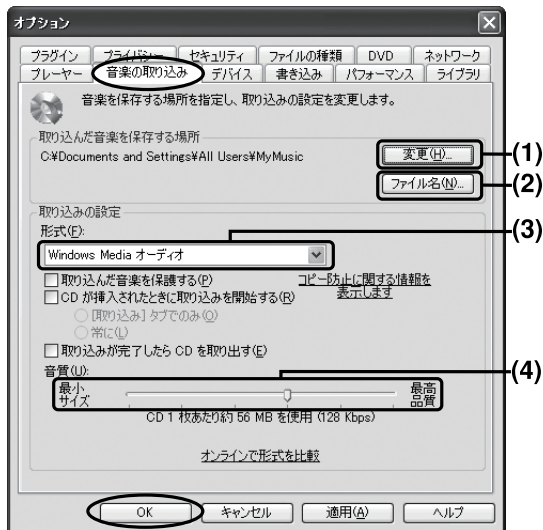 オプション
プラグイン プライバシー セキュリティ ファイルの種類 DVD ネットワーク
プレーヤー 音楽の取り込み デバイス 書き込み パフォーマンス ライブラリ
音楽を保存する場所を指定し、取り込みの設定を変更します。
取り込んだ音楽を保存する場所
C:¥Documents and Settings¥All Users¥MyMusic
変更(H)...
(1)
ファイル名(N)...
(2)
取り込みの設定
(3)
形式(F):
Windows Media オーディオ
取り込んだ音楽を保護する(P)
コピー防止に関する情報を
表示します
CD が挿入されたときに取り込みを開始する(R)
[取り込み] タブでのみ(O)
常に(L)
取り込みが完了したら CD を取り出す(E)
音質(U):
(4)
最小
サイズ
最高
品質
CD 1 枚あたり約 56 MB を使用 (128 Kbps)
オンラインで形式を比較
OK キャンセル 適用(A) ヘルプ